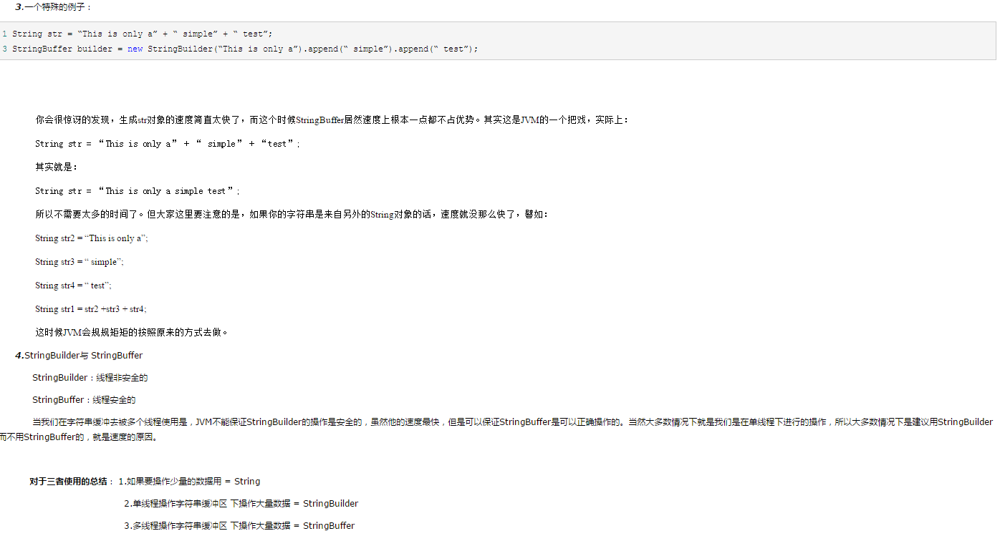 3.一个特殊的例子：
1 String str = “This is only a” + “ simple” + “ test”;
3 StringBuffer builder = new StringBuilder(“This is only a”).append(“ simple”).append(“ test”);
你会很惊讶的发现，生成str对象的速度简直太快了，而这个时候StringBuffer居然速度上根本一点都不占优势。其实这是JVM的一个把戏，实际上：
String str = “This is only a” + “ simple” + “test”;
其实就是：
String str = “This is only a simple test”;
所以不需要太多的时间了。但大家这里要注意的是，如果你的字符串是来自另外的String对象的话，速度就没那么快了，譬如：
String str2 = “This is only a”;
String str3 = “ simple”;
String str4 = “ test”;
String str1 = str2 +str3 + str4;
这时候JVM会规规矩矩的按照原来的方式去做。
4.StringBuilder与 StringBuffer
StringBuilder：线程非安全的
StringBuffer：线程安全的
当我们在字符串缓冲去被多个线程使用是，JVM不能保证StringBuilder的操作是安全的，虽然他的速度最快，但是可以保证StringBuffer是可以正确操作的。当然大多数情况下就是我们是在单线程下进行的操作，所以大多数情况下是建议用StringBuilder
而不用StringBuffer的，就是速度的原因。
对于三者使用的总结： 1.如果要操作少量的数据用 = String
2.单线程操作字符串缓冲区 下操作大量数据 = StringBuilder
3.多线程操作字符串缓冲区 下操作大量数据 = StringBuffer